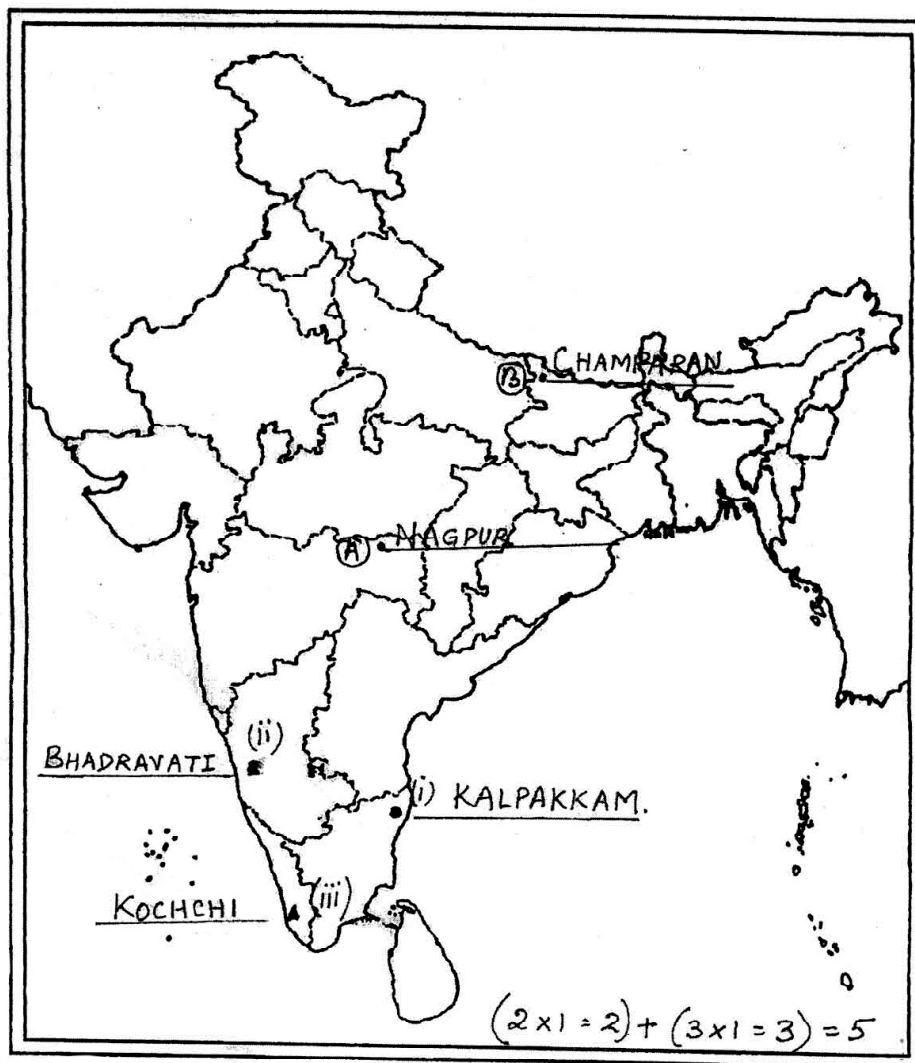 (B) CHAMPARAN
(A) NAGPUR
(ii)
BHADRAVATI
(i) KALPAKKAM.
KOCHCHI
(iii)
(2 x 1 = 2) + (3 x 1 = 3) = 5